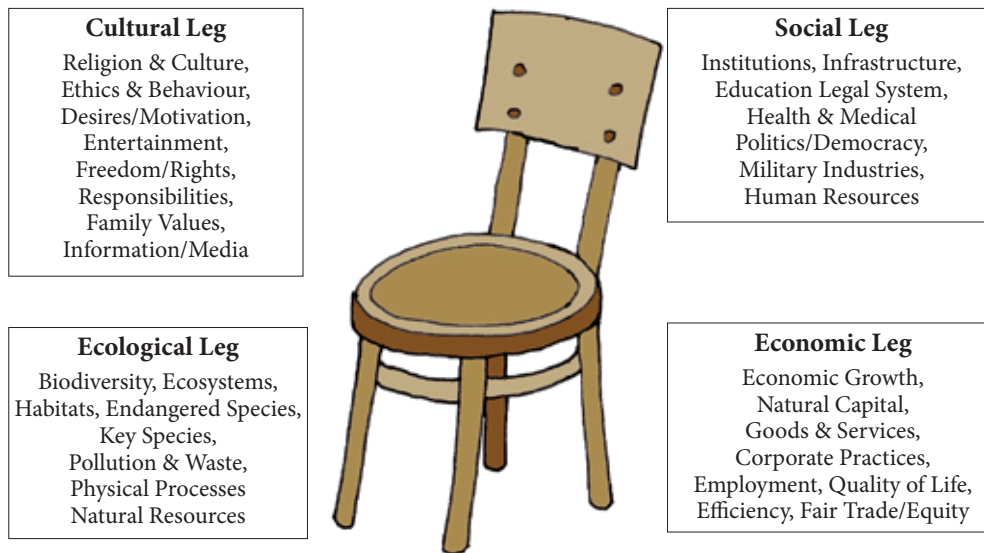 Cultural Leg
Religion & Culture,
Ethics & Behaviour,
Desires/Motivation,
Entertainment,
Freedom/Rights,
Responsibilities,
Family Values,
Information/Media
Social Leg
Institutions, Infrastructure,
Education Legal System,
Health & Medical
Politics/Democracy,
Military Industries,
Human Resources
Ecological Leg
Biodiversity, Ecosystems,
Habitats, Endangered Species,
Key Species,
Pollution & Waste,
Physical Processes
Natural Resources
Economic Leg
Economic Growth,
Natural Capital,
Goods & Services,
Corporate Practices,
Employment, Quality of Life,
Efficiency, Fair Trade/Equity